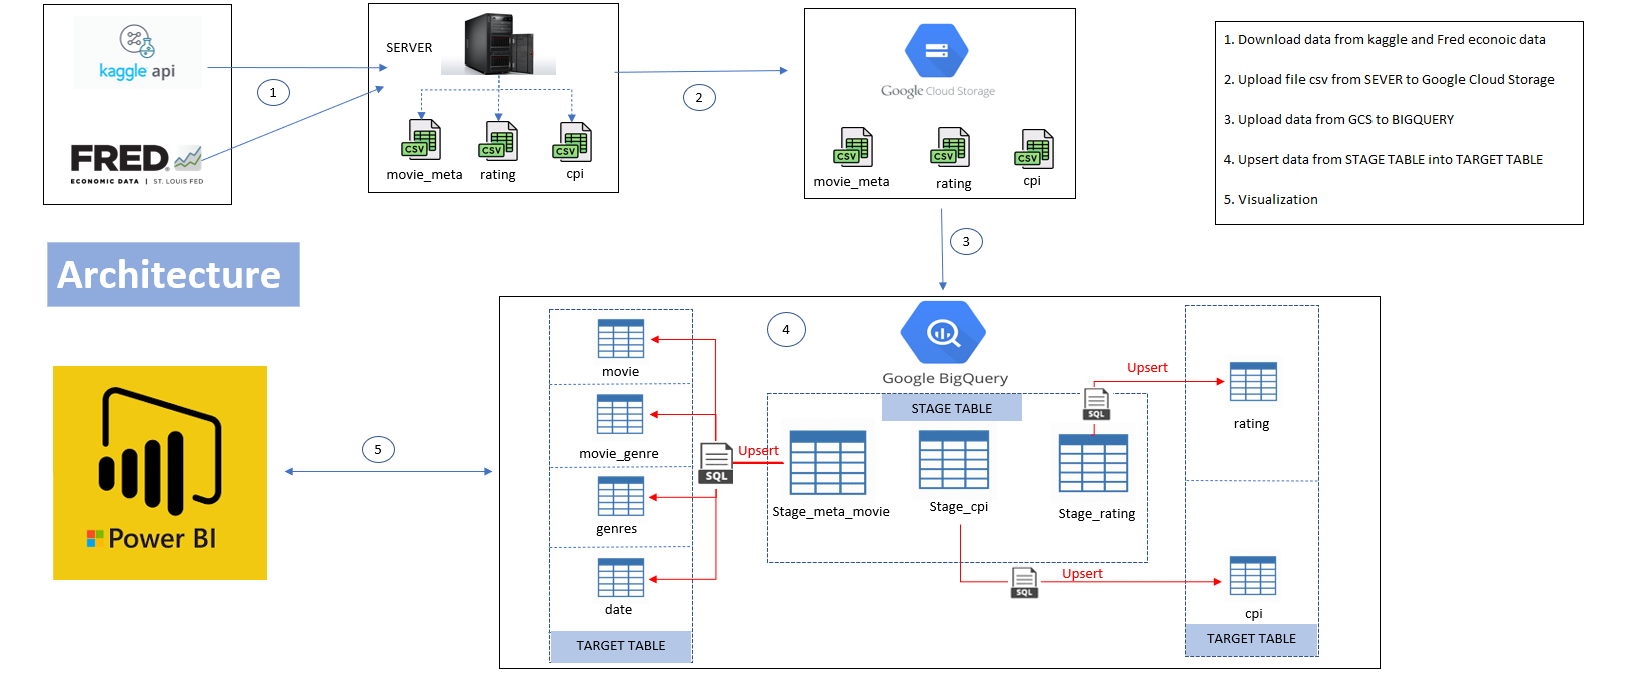 kaggle api
FRED
ECONOMIC DATA | ST. LOUIS FED
1
SERVER
CSV
CSV
CSV
movie_meta
rating
cpi
2
Google Cloud Storage
CSV
CSV
CSV
movie_meta
rating
cpi
1. Download data from kaggle and Fred econoic data
2. Upload file csv from SEVER to Google Cloud Storage
3. Upload data from GCS to BIGQUERY
4. Upsert data from STAGE TABLE into TARGET TABLE
5. Visualization
3
Architecture
4
movie
movie_genre
genres
date
TARGET TABLE
SQL
Upsert
Google BigQuery
STAGE TABLE
Stage_meta_movie
Stage_cpi
Stage_rating
SQL
Upsert
SQL
Upsert
rating
cpi
TARGET TABLE
5
Power BI